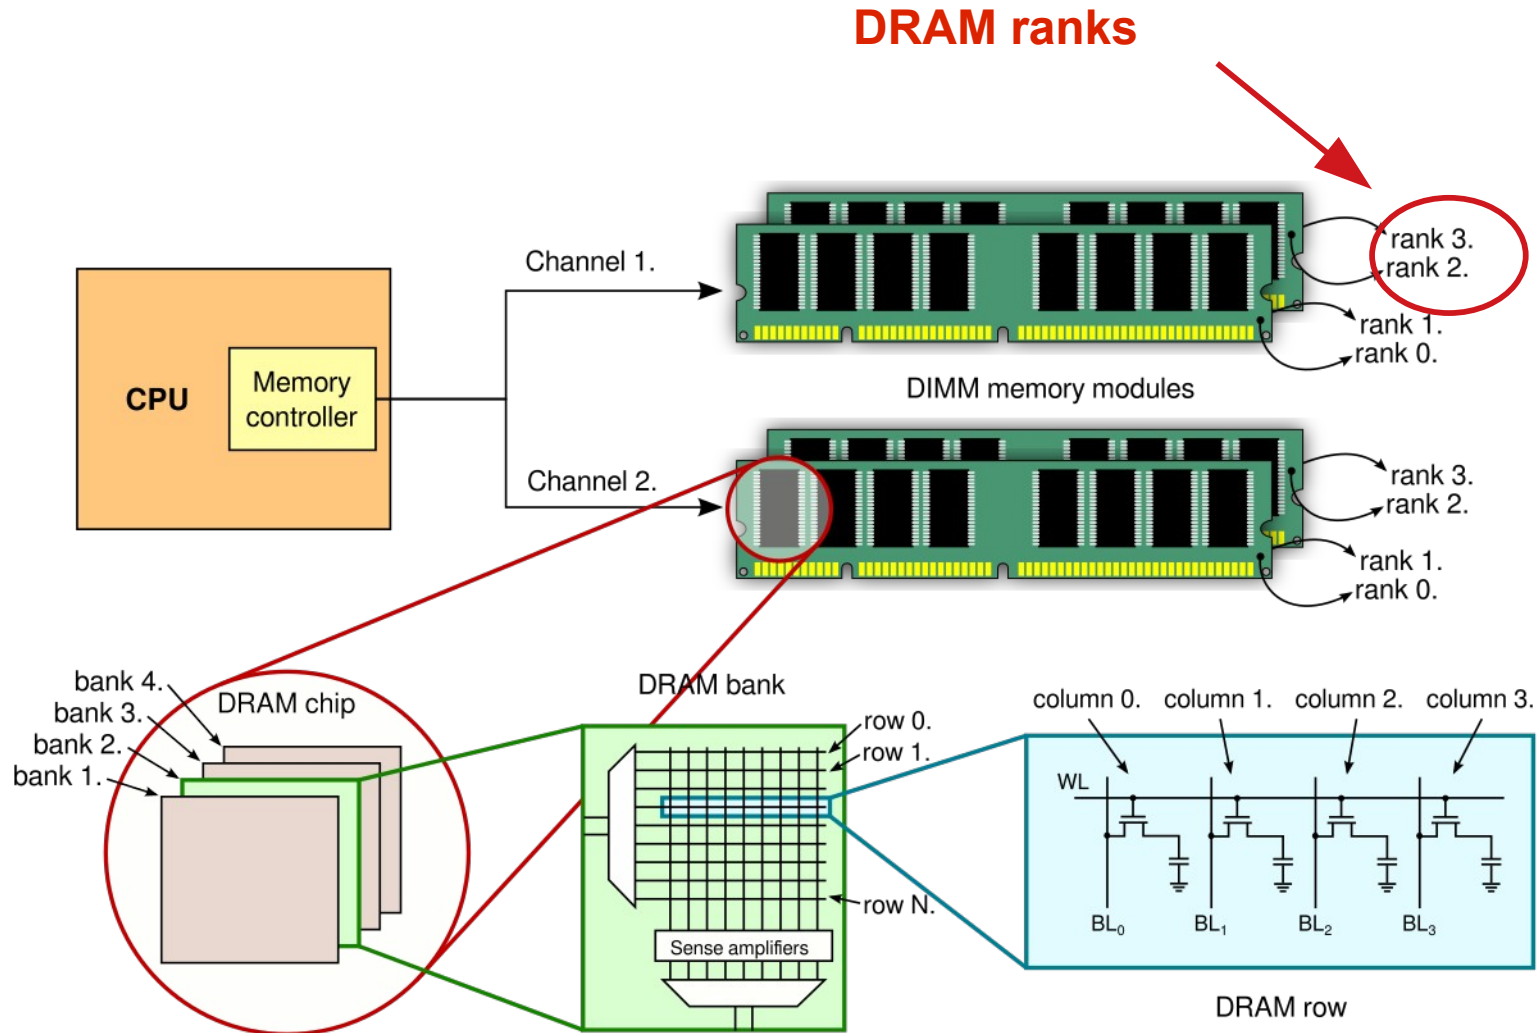 DRAM ranks
Channel 1.
rank 3.
rank 2.
rank 1.
rank 0.
CPU
Memory
controller
DIMM memory modules
Channel 2.
rank 3.
rank 2.
rank 1.
rank 0.
bank 4.
bank 3.
bank 2.
bank 1.
DRAM chip
DRAM bank
row 0.
row 1.
row N.
Sense amplifiers
column 0.
column 1.
column 2.
column 3.
WL
BL0
BL1
BL2
BL3
DRAM row